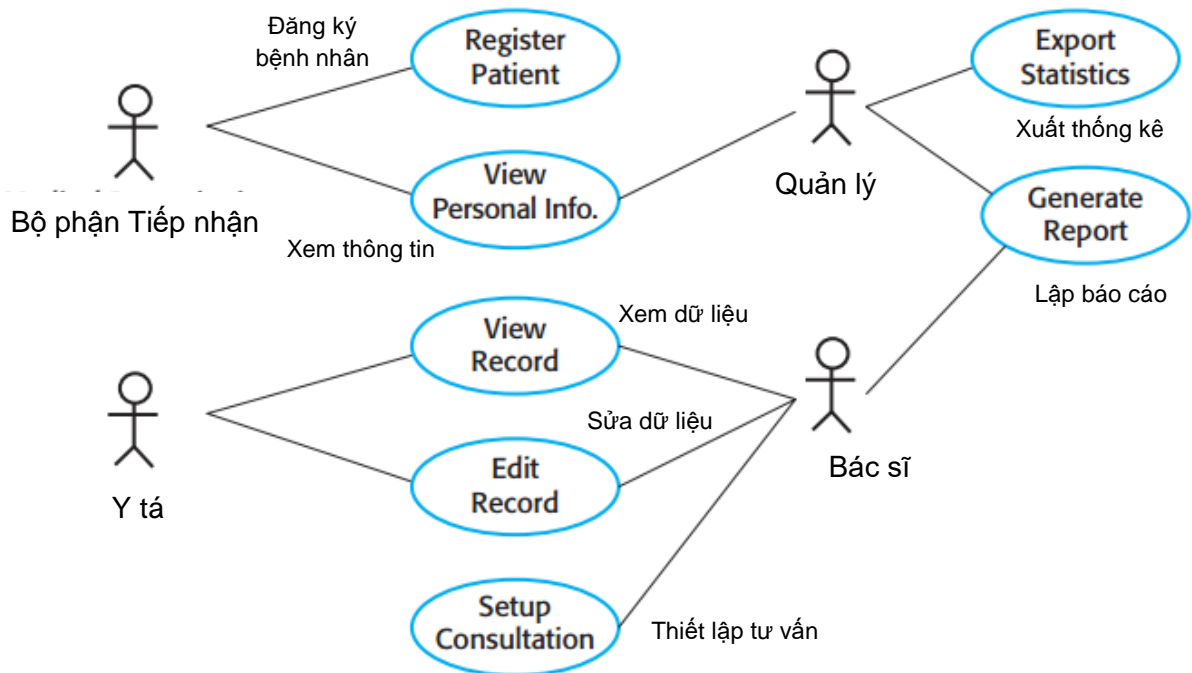 Đăng ký
bệnh nhân
Register
Patient
Export
Statistics
Xuất thống kê
View
Personal Info.
Quản lý
Generate
Report
Bộ phận Tiếp nhận
Xem thông tin
Lập báo cáo
View
Record
Xem dữ liệu
Sửa dữ liệu
Edit
Record
Bác sĩ
Y tá
Setup
Consultation
Thiết lập tư vấn